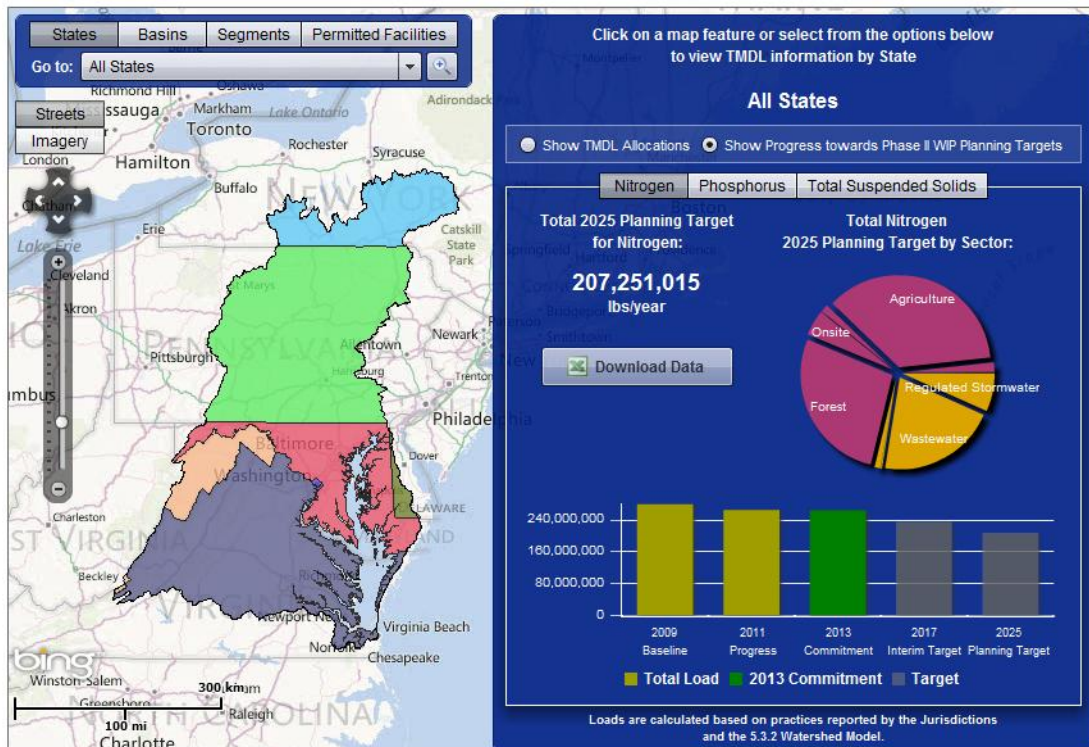 States Basins Segments Permitted Facilities
Go to: All States
Streets
Imagery
Richmond Hill
Oshawa
Mississauga
Markham
Toronto
Lake Ontario
London
Hamilton
Rochester
Syracuse
Adirondack
Buffalo
NEW YORK
Catskill
State
Park
Lake Erie
Erie
Cleveland
Akron
PENNSYLVANIA
Pittsburgh
Allentown
Harrisburg
Newark
Trenton
Philadelphia
Baltimore
Washington
Dover
DELAWARE
MARYLAND
Charleston
WEST VIRGINIA
Beckley
VIRGINIA
Richmond
Newport Ne
Norfolk
Virginia Beach
Chesapeake
bing
Winston-Salem
Greensboro
Raleigh
NORTH CAROLINA
Charlotte
300 km
100 mi
Click on a map feature or select from the options below
to view TMDL information by State
All States
Show TMDL Allocations Show Progress towards Phase II WIP Planning Targets
Nitrogen Phosphorus Total Suspended Solids
Total 2025 Planning Target
for Nitrogen:
207,251,015
lbs/year
Download Data
Total Nitrogen
2025 Planning Target by Sector:
Agriculture
Onsite
Regulated Stormwater
Forest
Wastewater
240,000,000
160,000,000
80,000,000
0
2009
Baseline
2011
Progress
2013
Commitment
2017
Interim Target
2025
Planning Target
Total Load 2013 Commitment Target
Loads are calculated based on practices reported by the Jurisdictions
and the 5.3.2 Watershed Model.